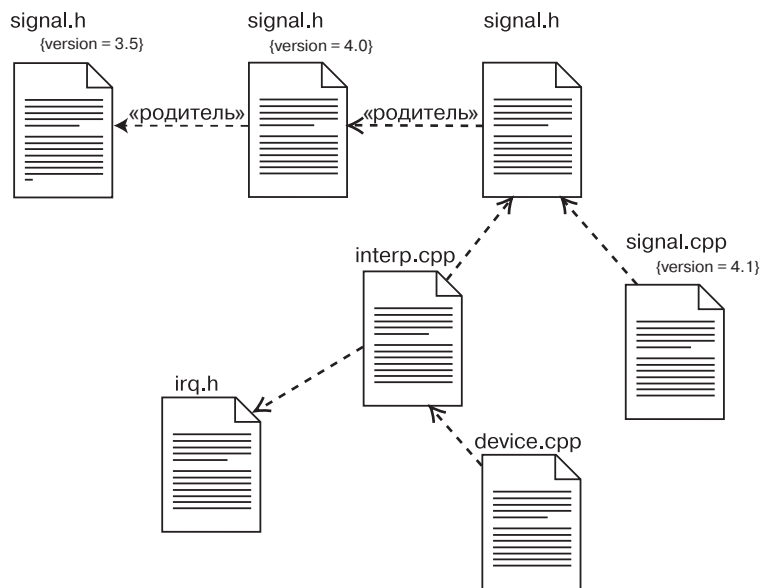 signal.h
{version = 3.5}
signal.h
{version = 4.0}
signal.h
«родитель»
«родитель»
interp.cpp
signal.cpp
{version = 4.1}
irq.h
device.cpp